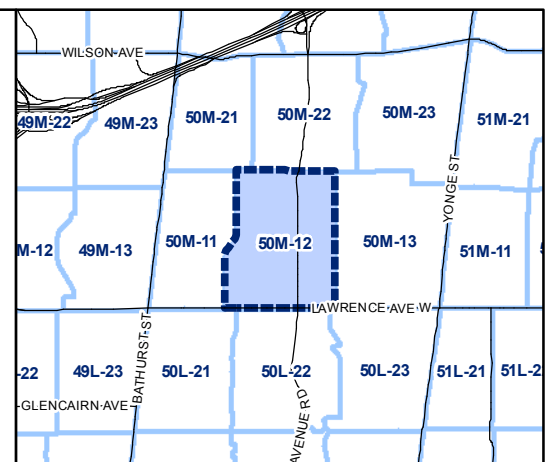 WILSON AVE
49M-22
49M-23
50M-21
50M-22
50M-23
51M-21
YONGE ST
M-12
49M-13
50M-11
50M-12
50M-13
51M-11
LAWRENCE AVE W
BATHURST ST
-22
49L-23
50L-21
50L-22
50L-23
51L-21
51L-2
GLENCAIRN AVE
AVENUE RD